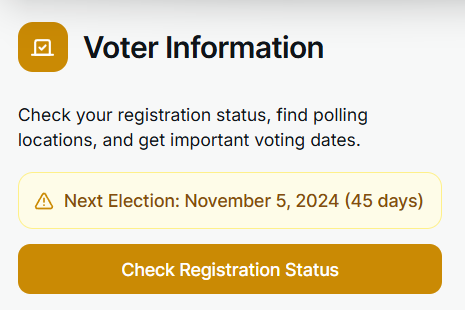 Voter Information
Check your registration status, find polling
locations, and get important voting dates.
Next Election: November 5, 2024 (45 days)
Check Registration Status